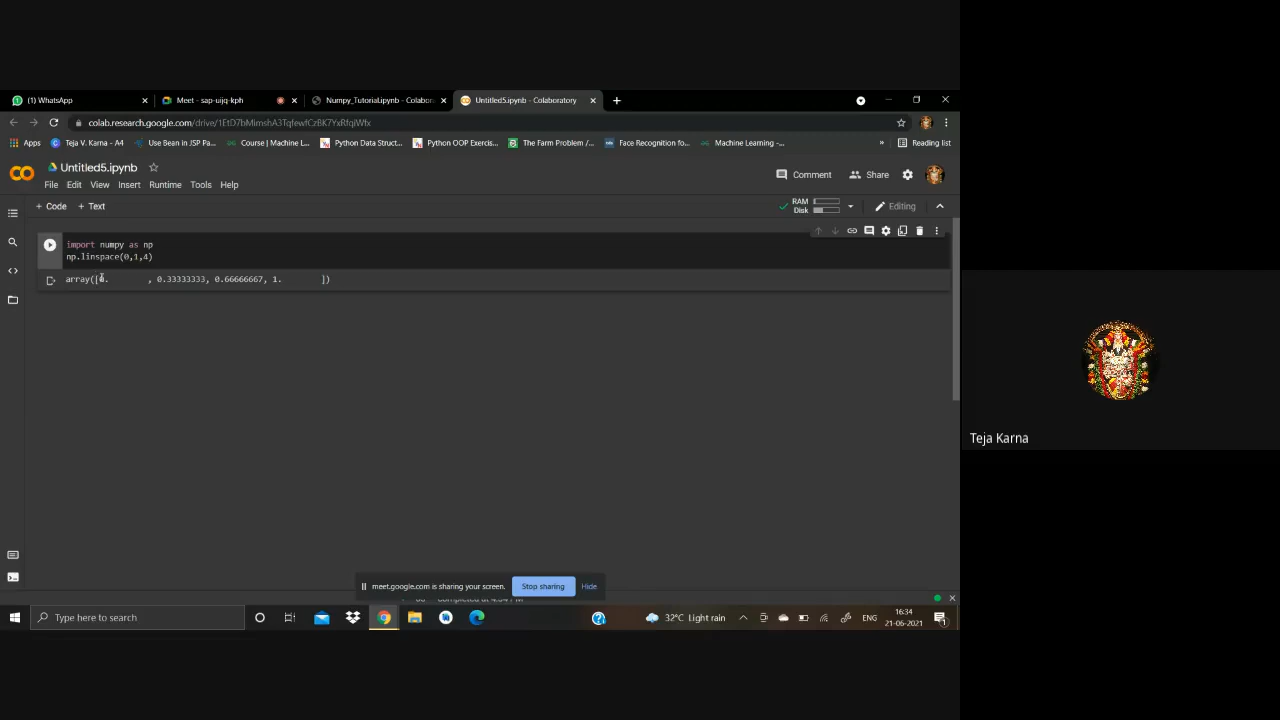 (1) WhatsApp
Meet - sap-uijq-kph
Numpy_Tutorial.ipynb - Colabora
Untitled5.ipynb - Colaboratory
colab.research.google.com/drive/1EtD7bMimshA3TqfewfCzBK7YxRfqjWfx
Apps
Teja V. Karna - A4
Use Bean in JSP Pa...
Course | Machine L...
Python Data Struct...
Python OOP Exercis...
The Farm Problem /...
Face Recognition fo...
Machine Learning -...
»
Reading list
Untitled5.ipynb
Comment
Share
File Edit View Insert Runtime Tools Help
+ Code + Text
RAM
Disk
Editing
import numpy as np
np.linspace(0,1,4)
array([0. , 0.33333333, 0.66666667, 1. ])
Teja Karna
meet.google.com is sharing your screen.
Stop sharing
Hide
Type here to search
32°C Light rain
ENG
16:34
21-06-2021